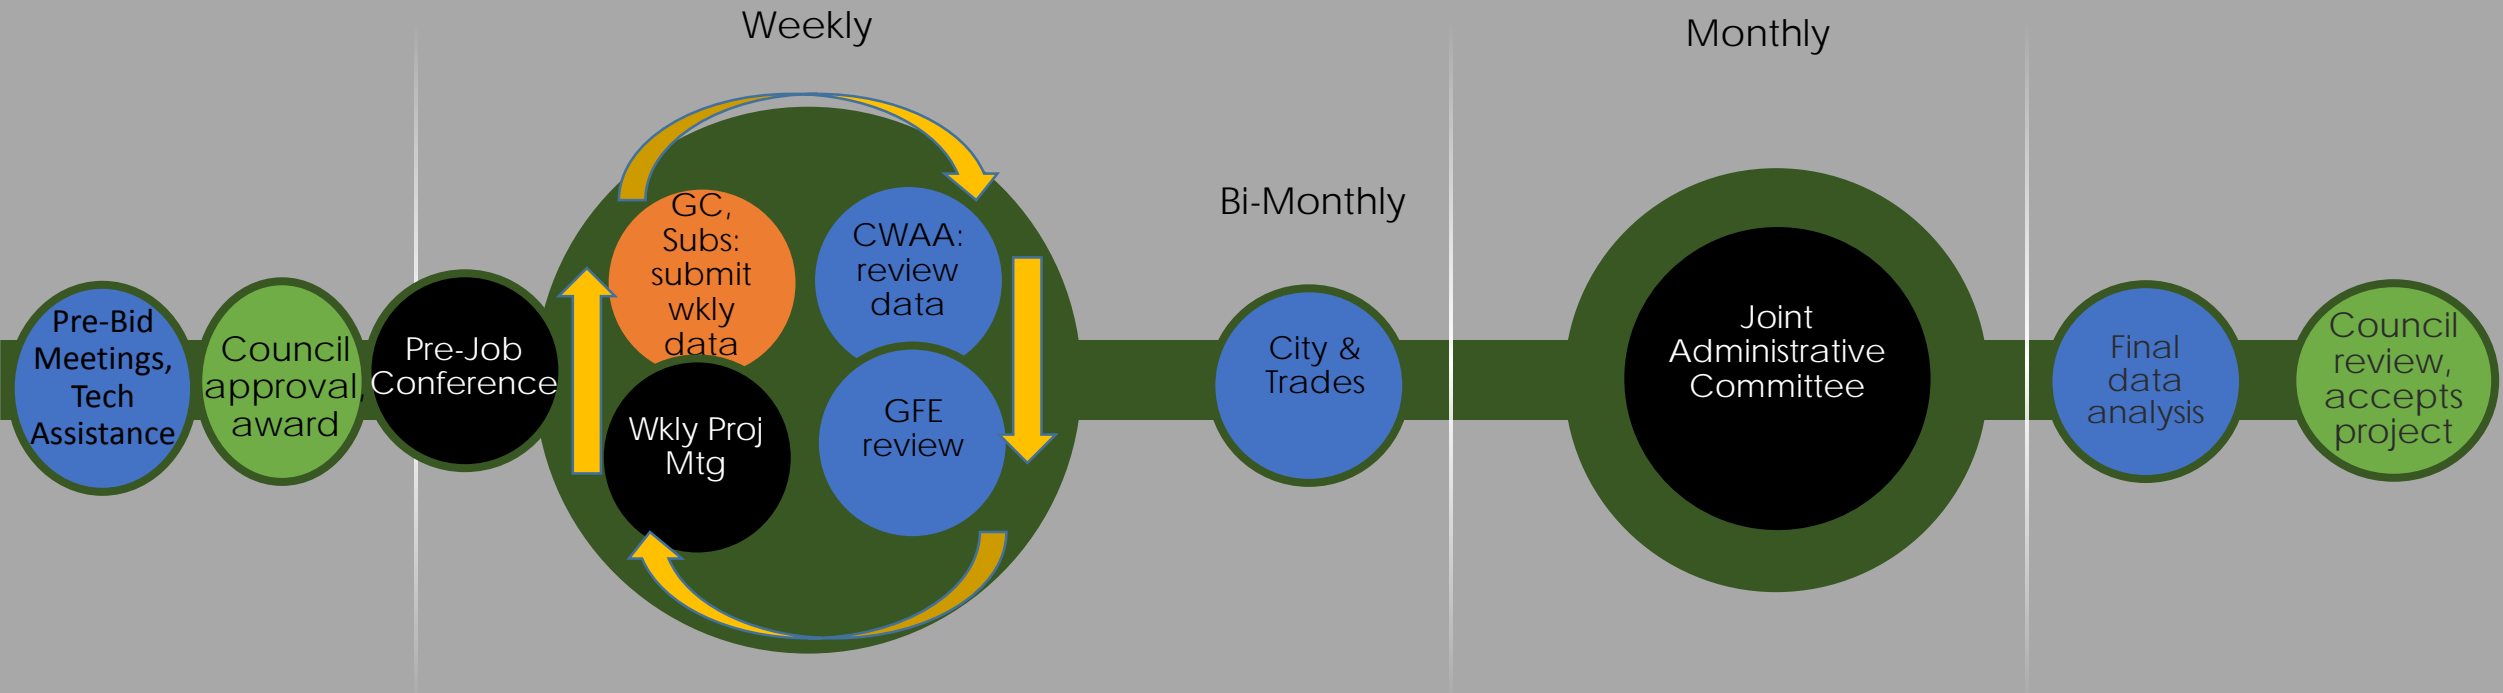 Weekly
Monthly
Bi-Monthly
Pre-Bid
Meetings,
Tech
Assistance
Council
approval,
award
Pre-Job
Conference
GC,
Subs:
submit
wkly
data
CWAA:
review
data
GFE
review
Wkly Proj
Mtg
City &
Trades
Joint
Administrative
Committee
Final
data
analysis
Council
review,
accepts
project